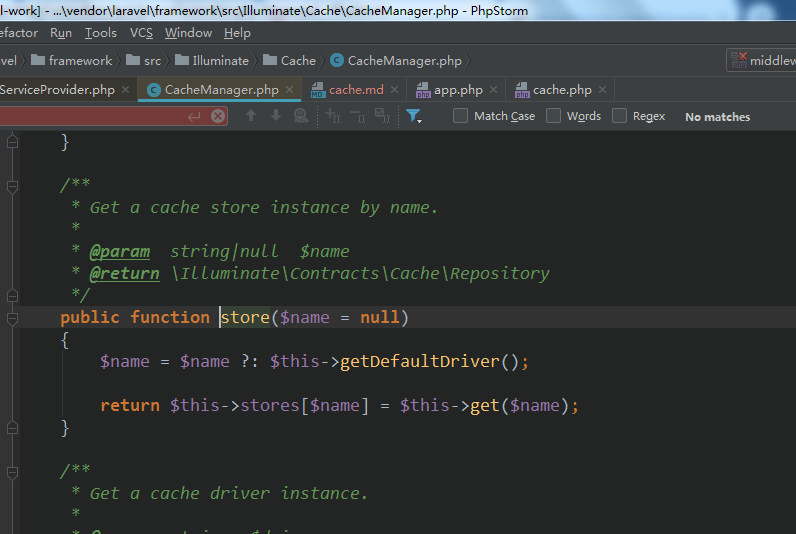 l-work] - ...\vendor\laravel\framework\src\Illuminate\Cache\CacheManager.php - PhpStorm
efactor Run Tools VCS Window Help
vel framework src Illuminate Cache CacheManager.php middlew
ServiceProvider.php CacheManager.php cache.md app.php cache.php
Match Case Words Regex No matches
}
/**
* Get a cache store instance by name.
*
* @param string|null $name
* @return \Illuminate\Contracts\Cache\Repository
*/
public function store($name = null)
{
$name = $name ?: $this->getDefaultDriver();
return $this->stores[$name] = $this->get($name);
}
/**
* Get a cache driver instance.
*